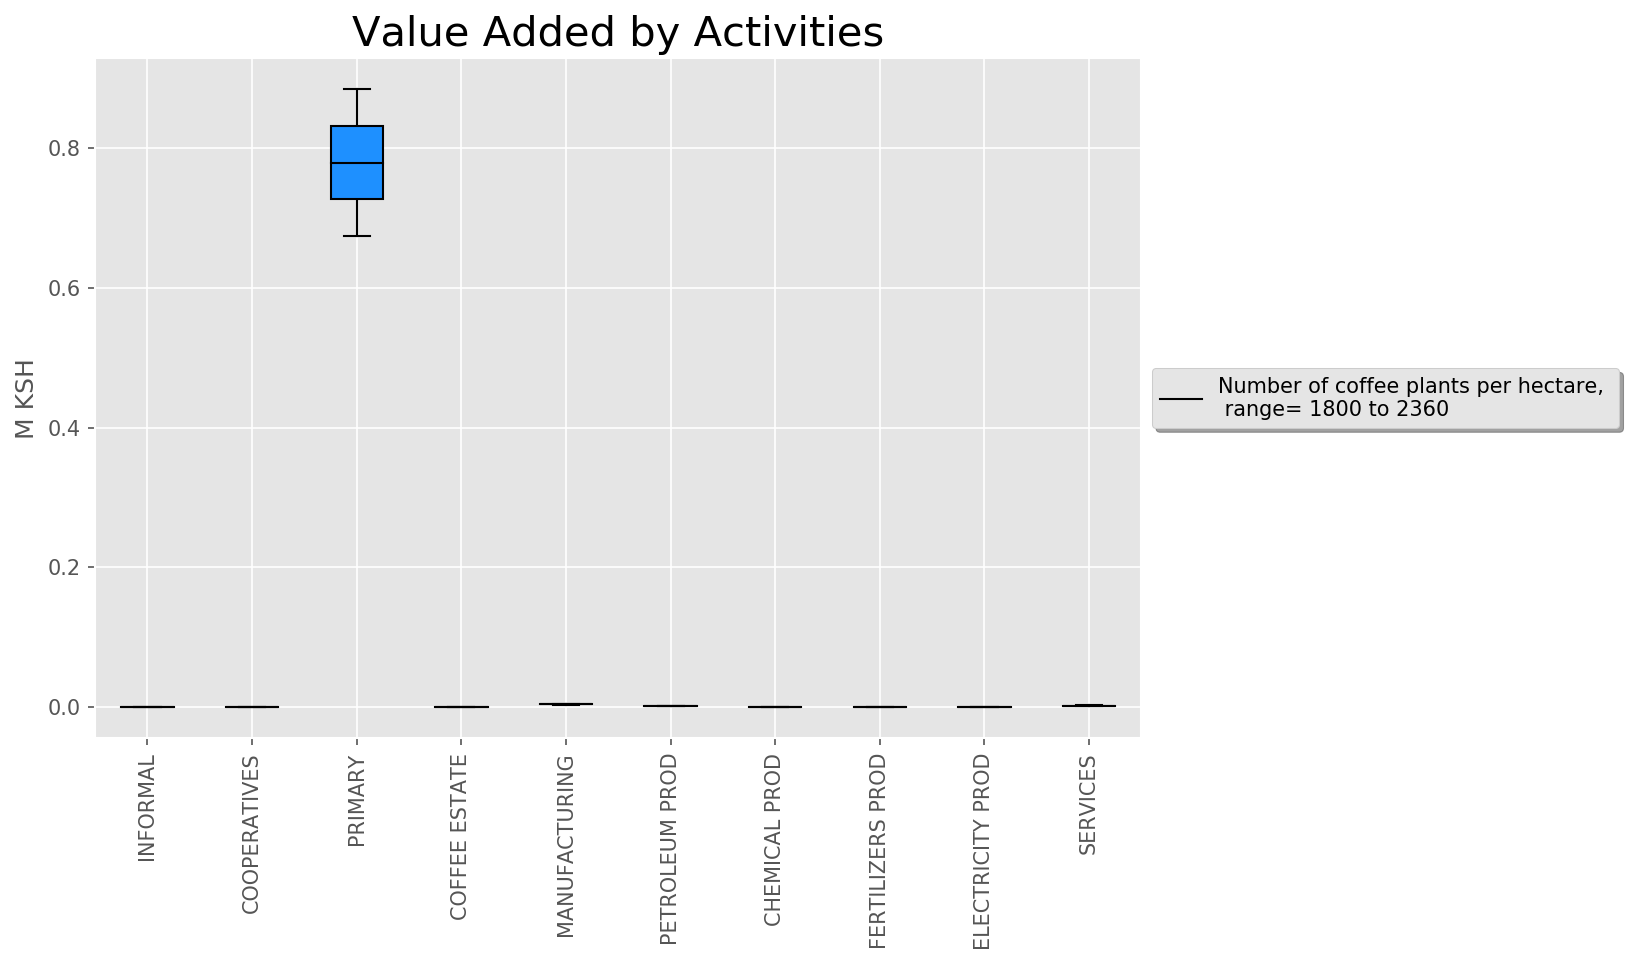 Value Added by Activities
M KSH
0.8
0.6
0.4
0.2
0.0
INFORMAL
COOPERATIVES
PRIMARY
COFFEE ESTATE
MANUFACTURING
PETROLEUM PROD
CHEMICAL PROD
FERTILIZERS PROD
ELECTRICITY PROD
SERVICES
Number of coffee plants per hectare,
range= 1800 to 2360